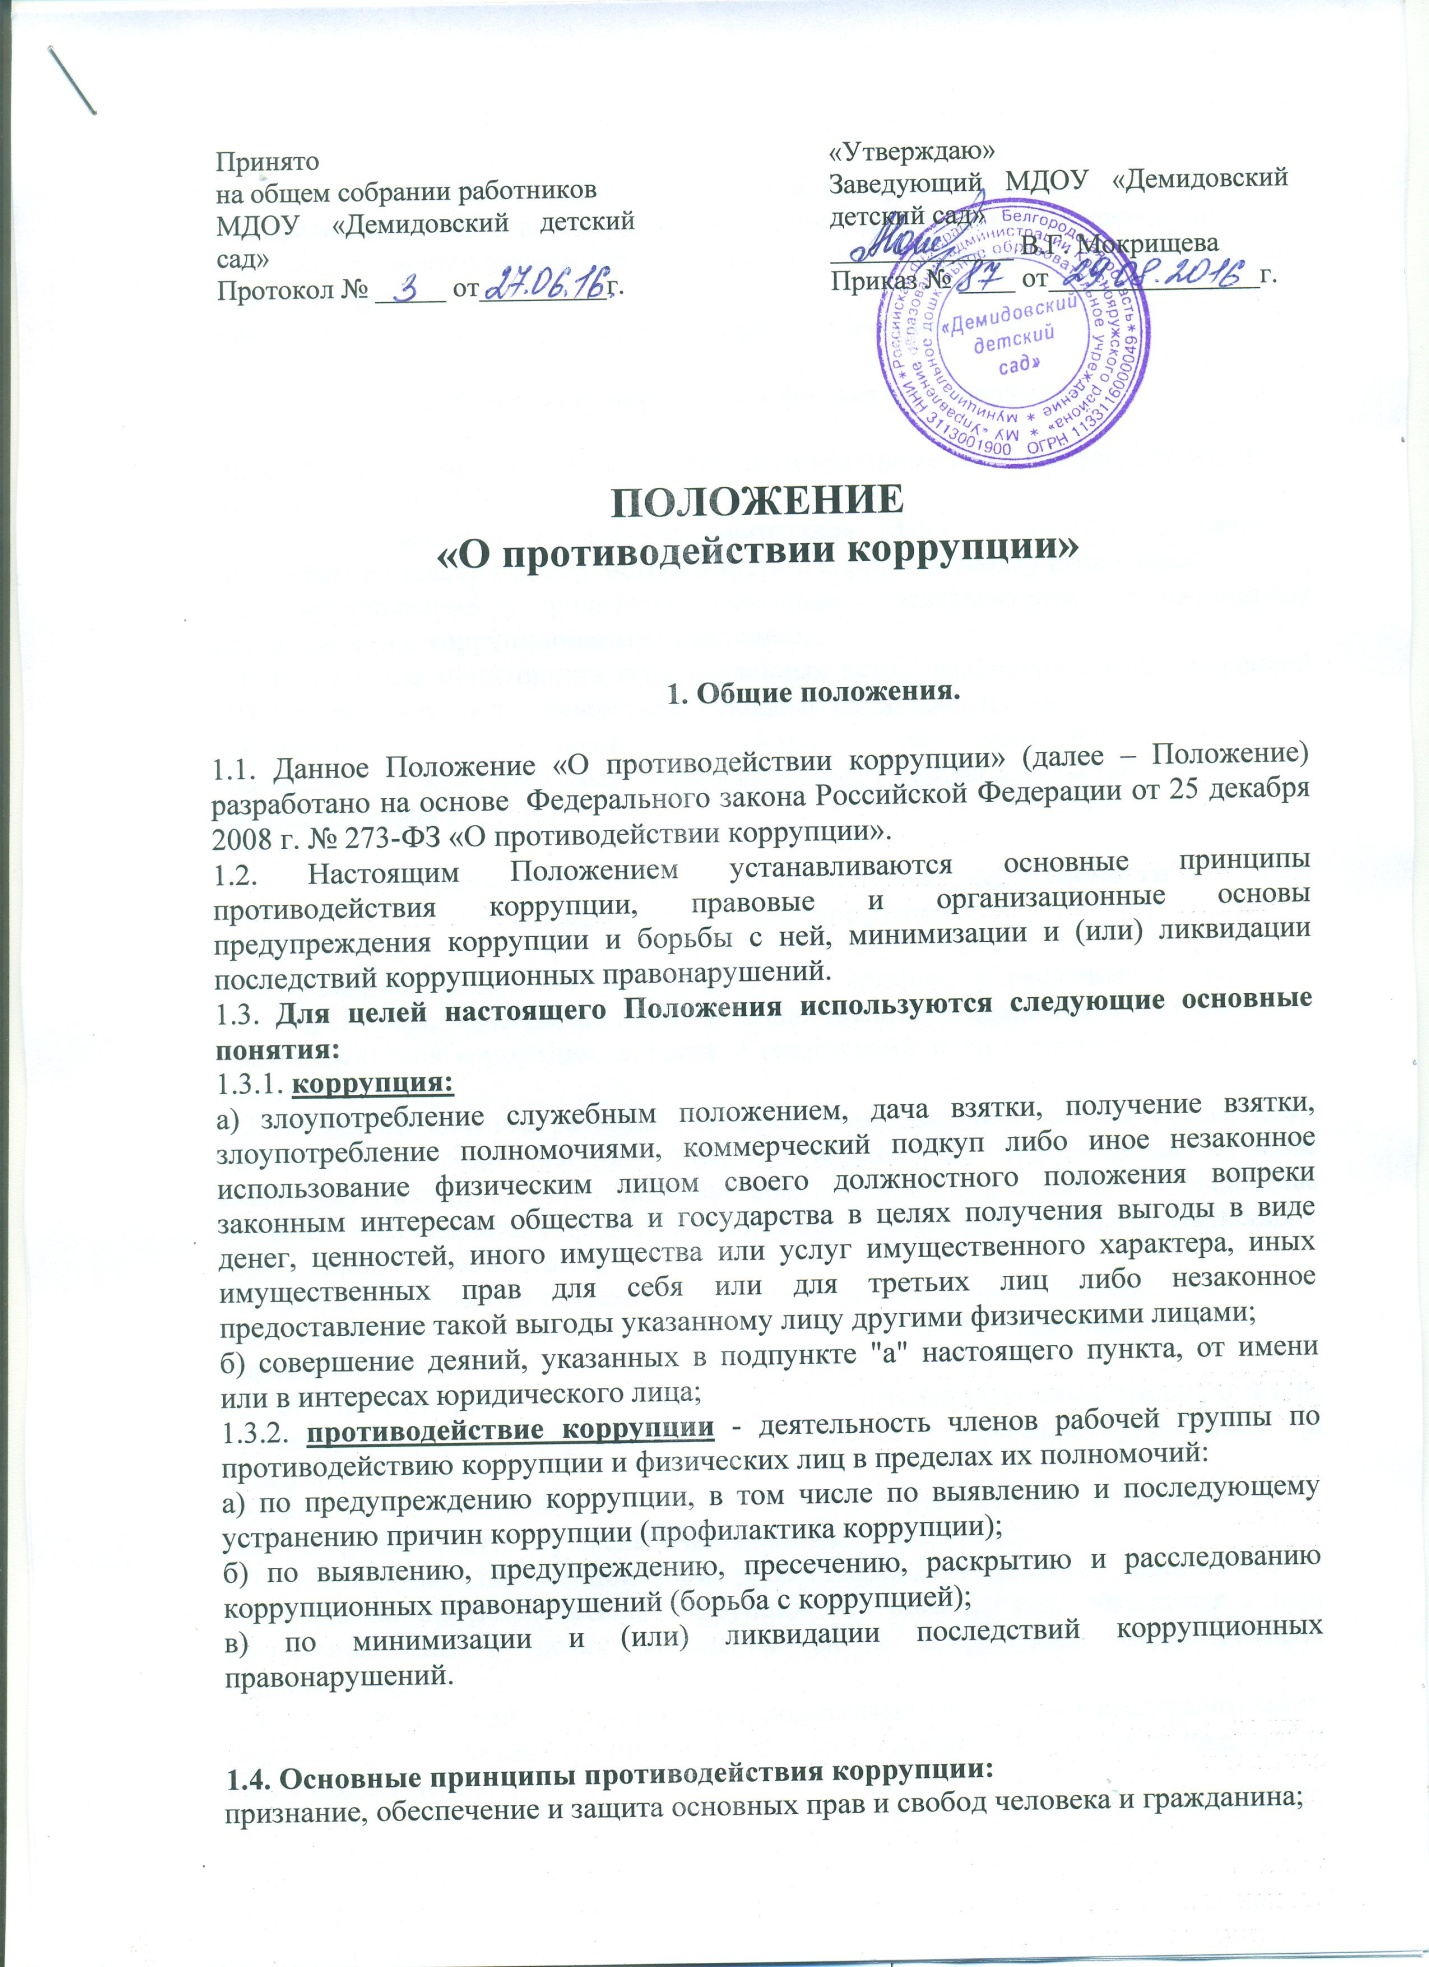 Принято
на общем собрании работников
МДОУ «Демидовский детский
сад»
Протокол № 3 от 27.06.16г.
«Утверждаю»
Заведующий МДОУ «Демидовский
детский сад»
В.Г. Мокрищева
Приказ № 87 от 29.08.2016 г.
«Демидовский
детский
сад»
ИНН 3113001900 ОГРН 1133116000049
ПОЛОЖЕНИЕ
«О противодействии коррупции»
1. Общие положения.
1.1. Данное Положение «О противодействии коррупции» (далее – Положение)
разработано на основе Федерального закона Российской Федерации от 25 декабря
2008 г. № 273-ФЗ «О противодействии коррупции».
1.2. Настоящим Положением устанавливаются основные принципы
противодействия коррупции, правовые и организационные основы
предупреждения коррупции и борьбы с ней, минимизации и (или) ликвидации
последствий коррупционных правонарушений.
1.3. Для целей настоящего Положения используются следующие основные
понятия:
1.3.1. коррупция:
а) злоупотребление служебным положением, дача взятки, получение взятки,
злоупотребление полномочиями, коммерческий подкуп либо иное незаконное
использование физическим лицом своего должностного положения вопреки
законным интересам общества и государства в целях получения выгоды в виде
денег, ценностей, иного имущества или услуг имущественного характера, иных
имущественных прав для себя или для третьих лиц либо незаконное
предоставление такой выгоды указанному лицу другими физическими лицами;
б) совершение деяний, указанных в подпункте "а" настоящего пункта, от имени
или в интересах юридического лица;
1.3.2. противодействие коррупции - деятельность членов рабочей группы по
противодействию коррупции и физических лиц в пределах их полномочий:
а) по предупреждению коррупции, в том числе по выявлению и последующему
устранению причин коррупции (профилактика коррупции);
б) по выявлению, предупреждению, пресечению, раскрытию и расследованию
коррупционных правонарушений (борьба с коррупцией);
в) по минимизации и (или) ликвидации последствий коррупционных
правонарушений.
1.4. Основные принципы противодействия коррупции:
признание, обеспечение и защита основных прав и свобод человека и гражданина;